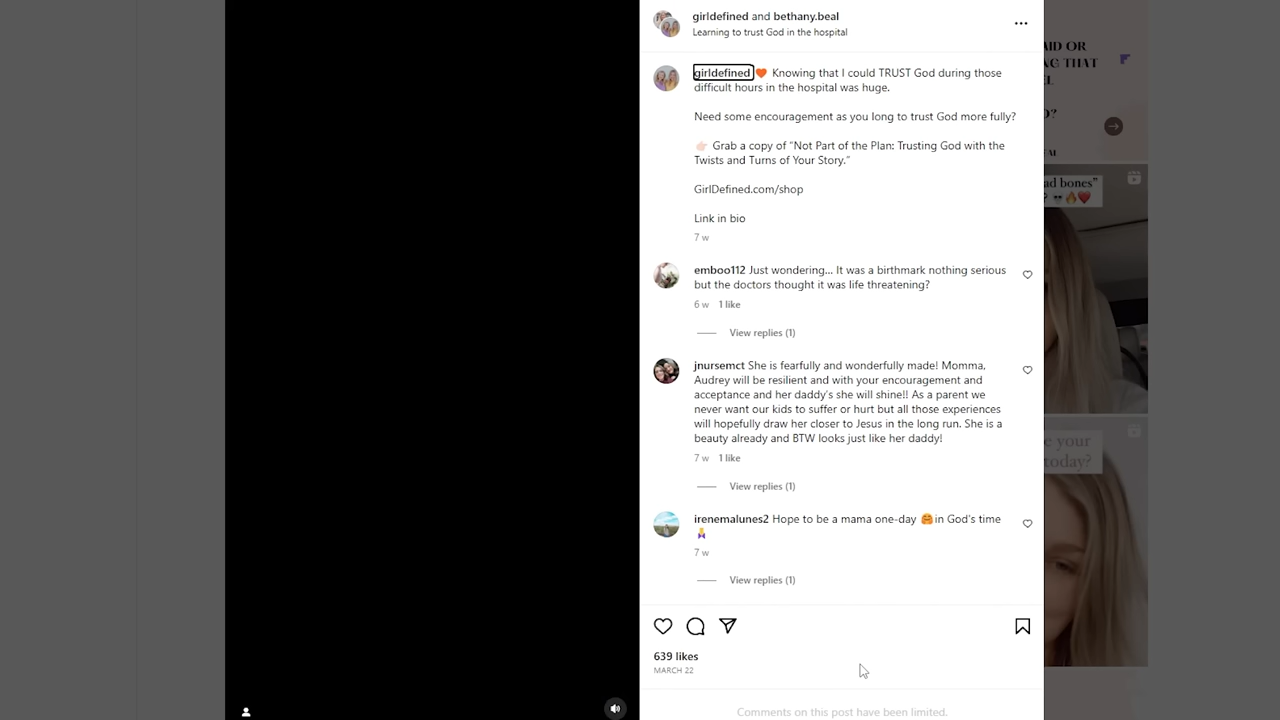 girldefined and bethany.beal
Learning to trust God in the hospital
girldefined 🧡 Knowing that I could TRUST God during those
difficult hours in the hospital was huge.
Need some encouragement as you long to trust God more fully?
👉🏻 Grab a copy of “Not Part of the Plan: Trusting God with the
Twists and Turns of Your Story.”
GirlDefined.com/shop
Link in bio
7 w
emboo112 Just wondering... It was a birthmark nothing serious
but the doctors thought it was life threatening?
6 w 1 like
View replies (1)
jnursemct She is fearfully and wonderfully made! Momma,
Audrey will be resilient and with your encouragement and
acceptance and her daddy's she will shine!! As a parent we
never want our kids to suffer or hurt but all those experiences
will hopefully draw her closer to Jesus in the long run. She is a
beauty already and BTW looks just like her daddy!
7 w 1 like
View replies (1)
irenemalunes2 Hope to be a mama one-day 🤗in God's time
7 w
View replies (1)
639 likes
MARCH 22
Comments on this post have been limited.
OR
THAT
bones”
your
today?